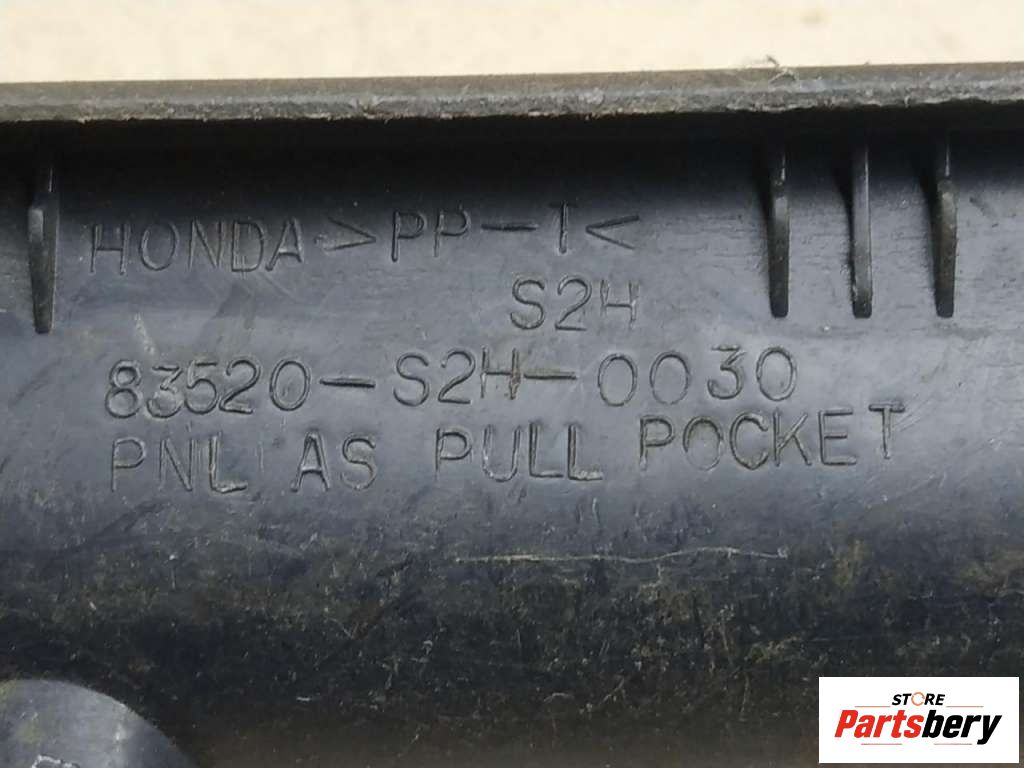 HONDA >PP-T<
S2H
83520-S2H-0030
PNL AS PULL POCKET
STORE
Partsbery